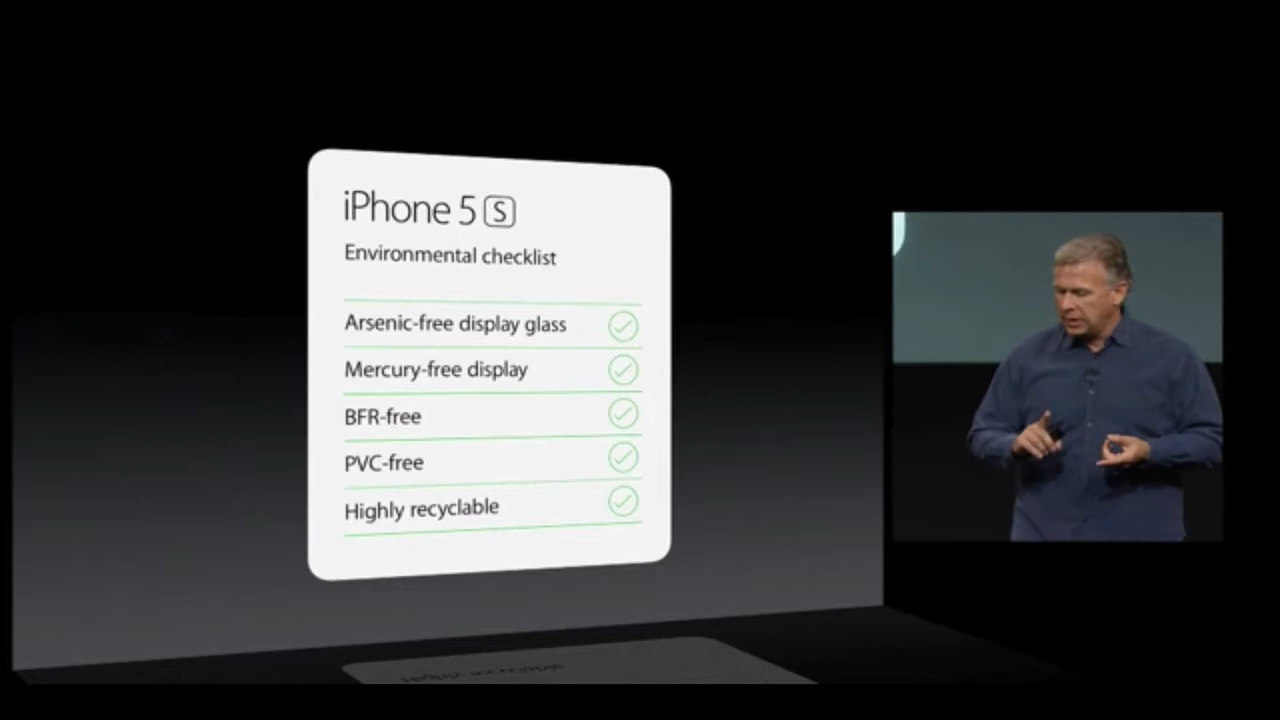 iPhone 5 S
Environmental checklist
Arsenic-free display glass
Mercury-free display
BFR-free
PVC-free
Highly recyclable